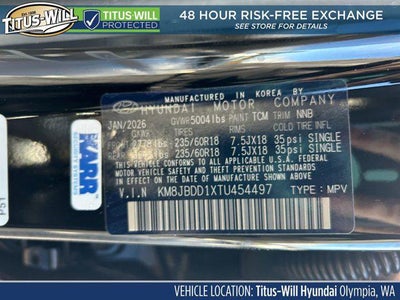 TITUS-WILL
TITUS-WILL
PROTECTED
48 HOUR RISK-FREE EXCHANGE
SEE STORE FOR DETAILS
MANUFACTURED IN KOREA BY
HYUNDAI MOTOR COMPANY
JAN/2026 GVWR 5004lbs PAINT TCM TRIM NNB
TIRES RIMS COLD TIRE INFL
235/60R18 7.5JX18 35psi SINGLE
235/60R18 7.5JX18 35psi SINGLE
THIS VEHICLE CONFORMS TO ALL APPLICABLE
U.S. FEDERAL MOTOR VEHICLE SAFETY AND
THEFT PREVENTION STANDARDS IN EFFECT ON
THE DATE OF MANUFACTURE SHOWN ABOVE.
V.I.N KM8JBDD1XTU454497 TYPE: MPV
KARR
P51
VEHICLE LOCATION: Titus-Will Hyundai Olympia, WA